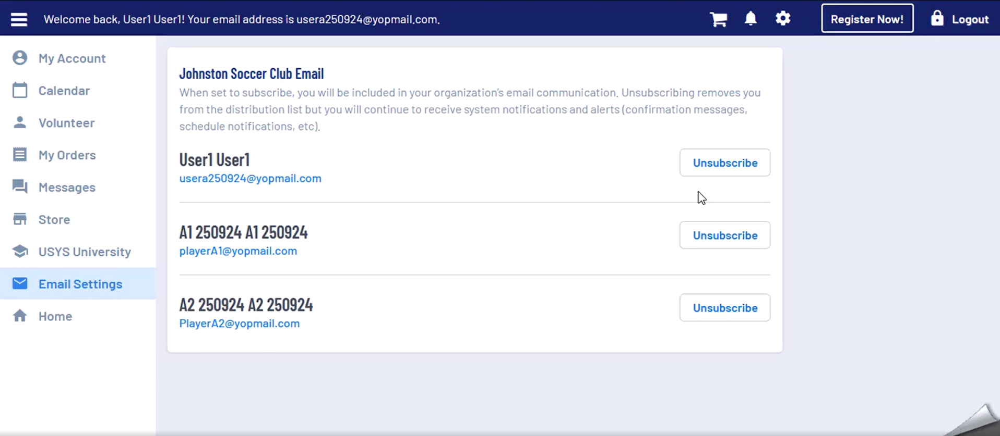 Welcome back, User1 User1! Your email address is usera250924@yopmail.com.
Register Now!
Logout
My Account
Calendar
Volunteer
My Orders
Messages
Store
USYS University
Email Settings
Home
Johnston Soccer Club Email
When set to subscribe, you will be included in your organization's email communication. Unsubscribing removes you
from the distribution list but you will continue to receive system notifications and alerts (confirmation messages,
schedule notifications, etc).
User1 User1
usera250924@yopmail.com
Unsubscribe
A1 250924 A1 250924
playerA1@yopmail.com
Unsubscribe
A2 250924 A2 250924
PlayerA2@yopmail.com
Unsubscribe